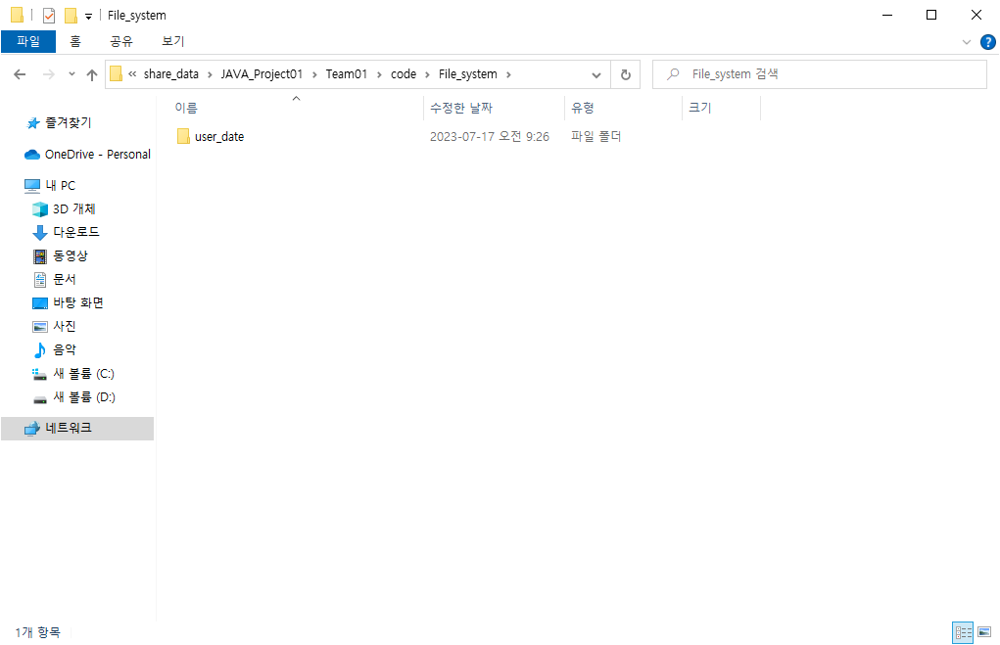 File_system
파일 홈 공유 보기
« share_data › JAVA_Project01 › Team01 › code › File_system › File_system 검색
이름 수정한 날짜 유형 크기
user_date 2023-07-17 오전 9:26 파일 폴더
즐겨찾기
OneDrive - Personal
내 PC
3D 개체
다운로드
동영상
문서
바탕 화면
사진
음악
새 볼륨 (C:)
새 볼륨 (D:)
네트워크
1개 항목